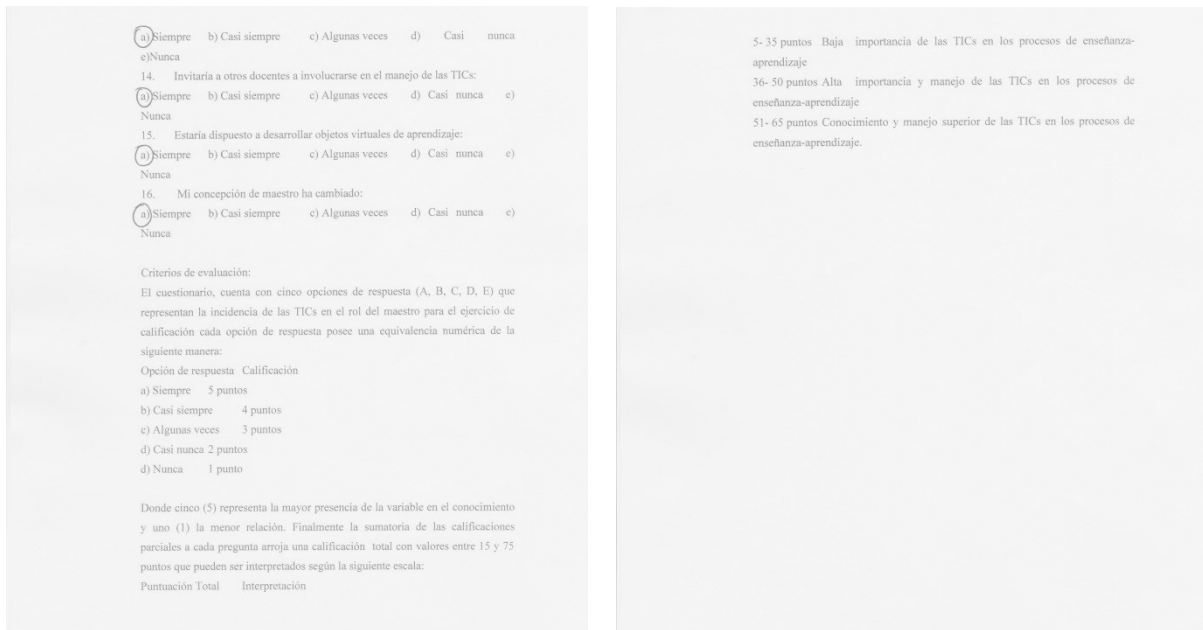 a) Siempre b) Casi siempre c) Algunas veces d) Casi nunca
e)Nunca
14. Invitaría a otros docentes a involucrarse en el manejo de las TICs:
a) Siempre b) Casi siempre c) Algunas veces d) Casi nunca e)
Nunca
15. Estaría dispuesto a desarrollar objetos virtuales de aprendizaje:
a) Siempre b) Casi siempre c) Algunas veces d) Casi nunca e)
Nunca
16. Mi concepción de maestro ha cambiado:
a) Siempre b) Casi siempre c) Algunas veces d) Casi nunca e)
Nunca
Criterios de evaluación:
El cuestionario, cuenta con cinco opciones de respuesta (A, B, C, D, E) que
representan la incidencia de las TICs en el rol del maestro para el ejercicio de
calificación cada opción de respuesta posee una equivalencia numérica de la
siguiente manera:
Opción de respuesta Calificación
a) Siempre 5 puntos
b) Casi siempre 4 puntos
c) Algunas veces 3 puntos
d) Casi nunca 2 puntos
d) Nunca 1 punto
Donde cinco (5) representa la mayor presencia de la variable en el conocimiento
y uno (1) la menor relación. Finalmente la sumatoria de las calificaciones
parciales a cada pregunta arroja una calificación total con valores entre 15 y 75
puntos que pueden ser interpretados según la siguiente escala:
Puntuación Total Interpretación
5- 35 puntos Baja importancia de las TICs en los procesos de enseñanza-
aprendizaje
36- 50 puntos Alta importancia y manejo de las TICs en los procesos de
enseñanza-aprendizaje
51- 65 puntos Conocimiento y manejo superior de las TICs en los procesos de
enseñanza-aprendizaje.